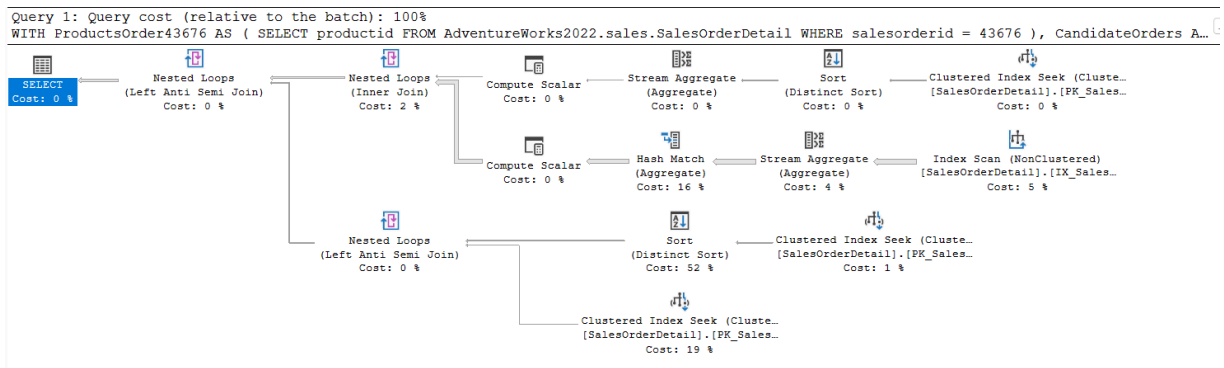 Query 1: Query cost (relative to the batch): 100%
WITH ProductsOrder43676 AS ( SELECT productid FROM AdventureWorks2022.sales.SalesOrderDetail WHERE salesorderid = 43676 ), CandidateOrders A…
SELECT
Cost: 0 %
Nested Loops
(Left Anti Semi Join)
Cost: 0 %
Nested Loops
(Inner Join)
Cost: 2 %
Compute Scalar
Cost: 0 %
Stream Aggregate
(Aggregate)
Cost: 0 %
Sort
(Distinct Sort)
Cost: 0 %
Clustered Index Seek (Cluste…
[SalesOrderDetail].[PK_Sales…
Cost: 0 %
Compute Scalar
Cost: 0 %
Hash Match
(Aggregate)
Cost: 16 %
Stream Aggregate
(Aggregate)
Cost: 4 %
Index Scan (NonClustered)
[SalesOrderDetail].[IX_Sales…
Cost: 5 %
Nested Loops
(Left Anti Semi Join)
Cost: 0 %
Sort
(Distinct Sort)
Cost: 52 %
Clustered Index Seek (Cluste…
[SalesOrderDetail].[PK_Sales…
Cost: 1 %
Clustered Index Seek (Cluste…
[SalesOrderDetail].[PK_Sales…
Cost: 19 %